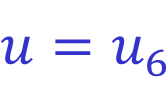 u = u₆